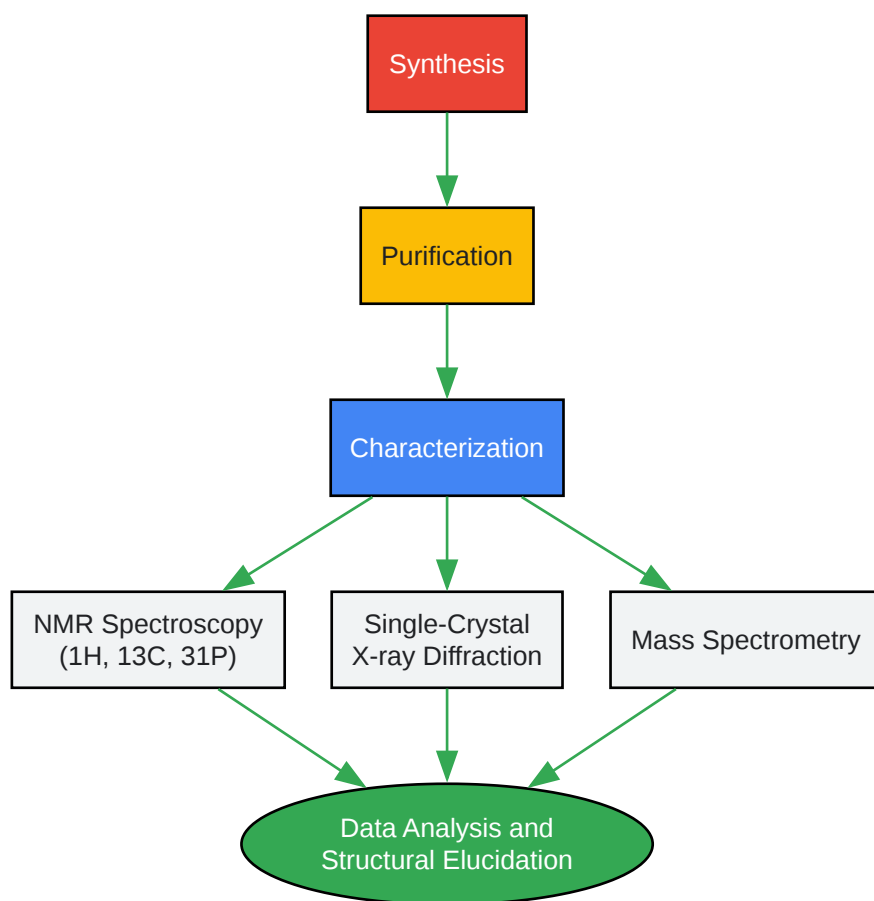 Synthesis
Purification
Characterization
NMR Spectroscopy
(1H, 13C, 31P)
Single-Crystal
X-ray Diffraction
Mass Spectrometry
Data Analysis and
Structural Elucidation